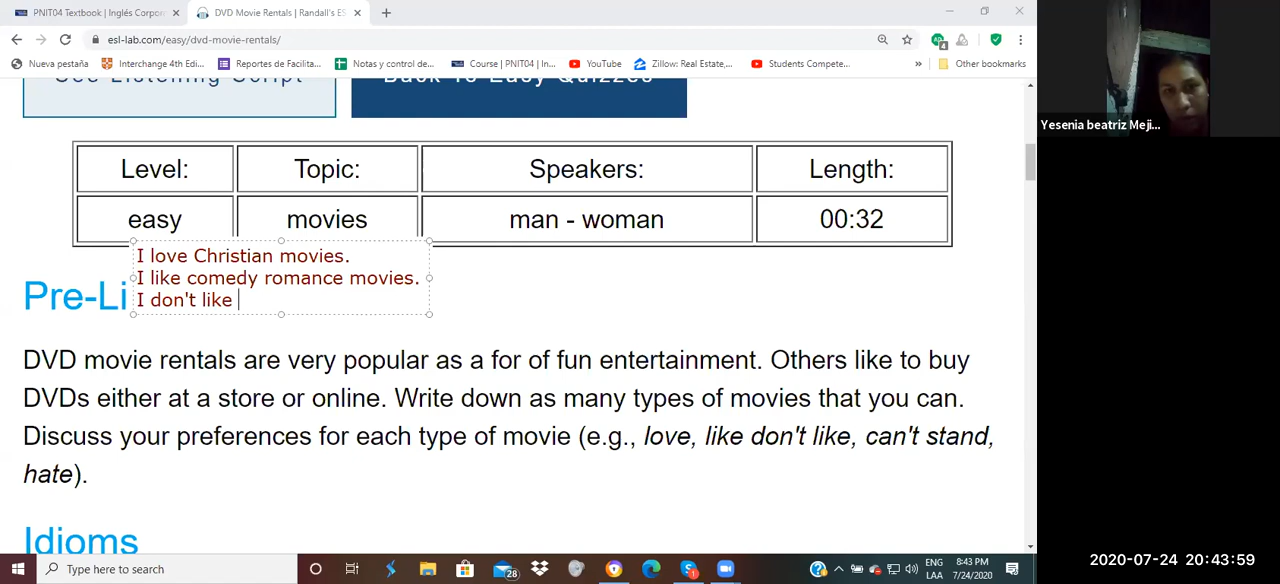 PNIT04 Textbook | Inglés Corpor
DVD Movie Rentals | Randall's ES
esl-lab.com/easy/dvd-movie-rentals/
Nueva pestaña
Interchange 4th Edi...
Reportes de Facilita...
Notas y control de...
Course | PNIT04 | In...
YouTube
Zillow: Real Estate,...
Students Compete...
»
Other bookmarks
See Listening Script
Back To Easy Quizzes
Level: Topic: Speakers: Length:
easy movies man - woman 00:32
I love Christian movies.
I like comedy romance movies.
I don't like
Pre-Li
DVD movie rentals are very popular as a for of fun entertainment. Others like to buy
DVDs either at a store or online. Write down as many types of movies that you can.
Discuss your preferences for each type of movie (e.g., love, like don't like, can't stand,
hate).
Idioms
Yesenia beatriz Meji...
2020-07-24 20:43:59
Type here to search
28
ENG
LAA
8:43 PM
7/24/2020